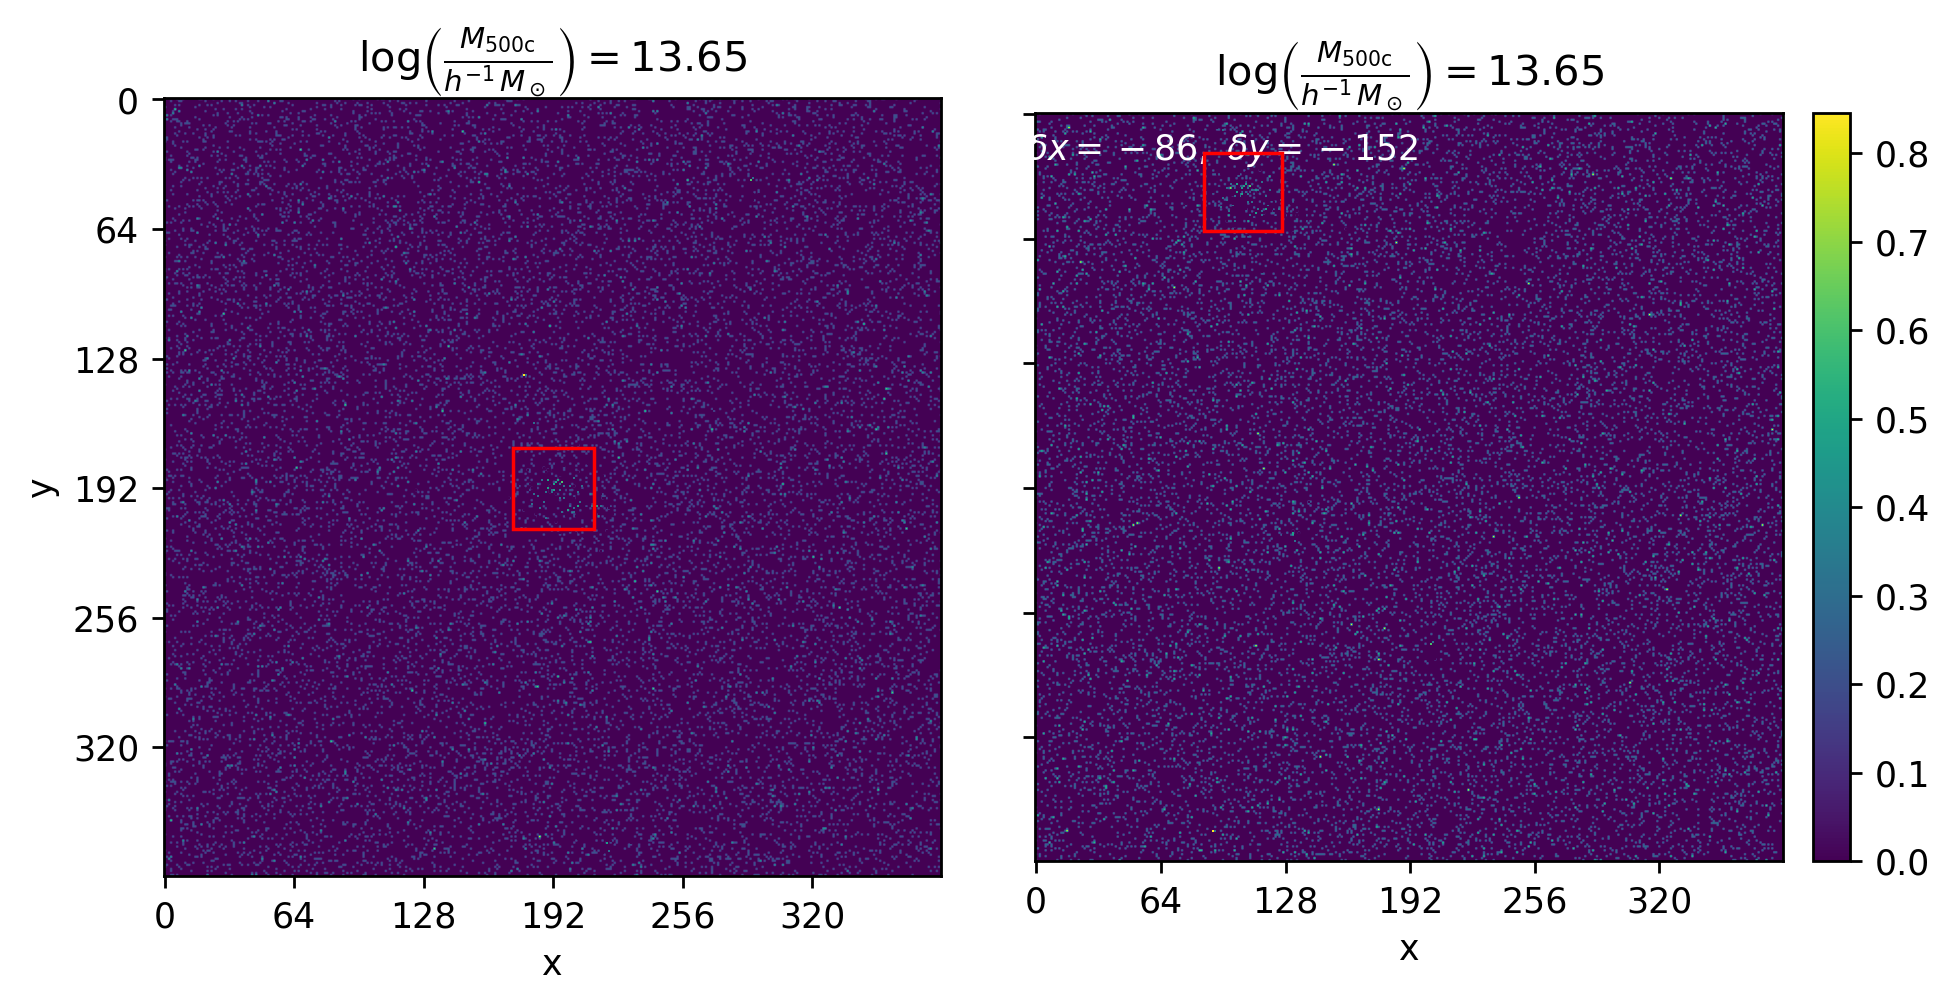 log(M500c/h⁻¹ M⊙) = 13.65
0
64
128
192
256
320
y
0 64 128 192 256 320
x
log(M500c/h⁻¹ M⊙) = 13.65
δx = −86, δy = −152
0 64 128 192 256 320
x
0.8
0.7
0.6
0.5
0.4
0.3
0.2
0.1
0.0